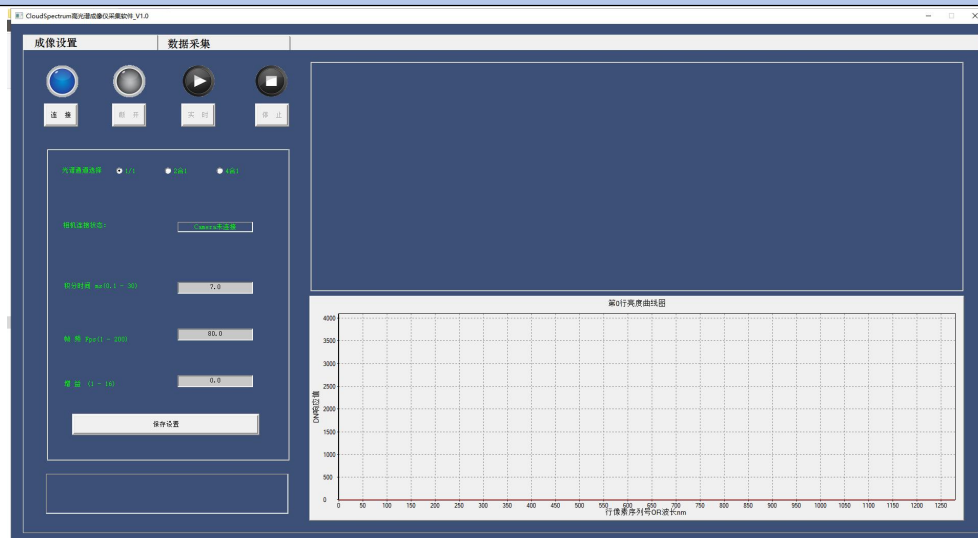 CloudSpectrum高光谱成像仪采集软件_V1.0
成像设置 数据采集
连 接 断 开 实 时 停 止
光谱通道选择 1/1 2合1 4合1
相机连接状态: Camera未连接
积分时间 ms(0.1 - 30) 7.0
帧 频 Fps(1 - 200) 80.0
增 益 (1 - 16) 0.0
保存设置
第0行亮度曲线图
DN响应值
4000
3500
3000
2500
2000
1500
1000
500
0
0 50 100 150 200 250 300 350 400 450 500 550 600 650 700 750 800 850 900 950 1000 1050 1100 1150 1200 1250
行像素序列号OR波长nm